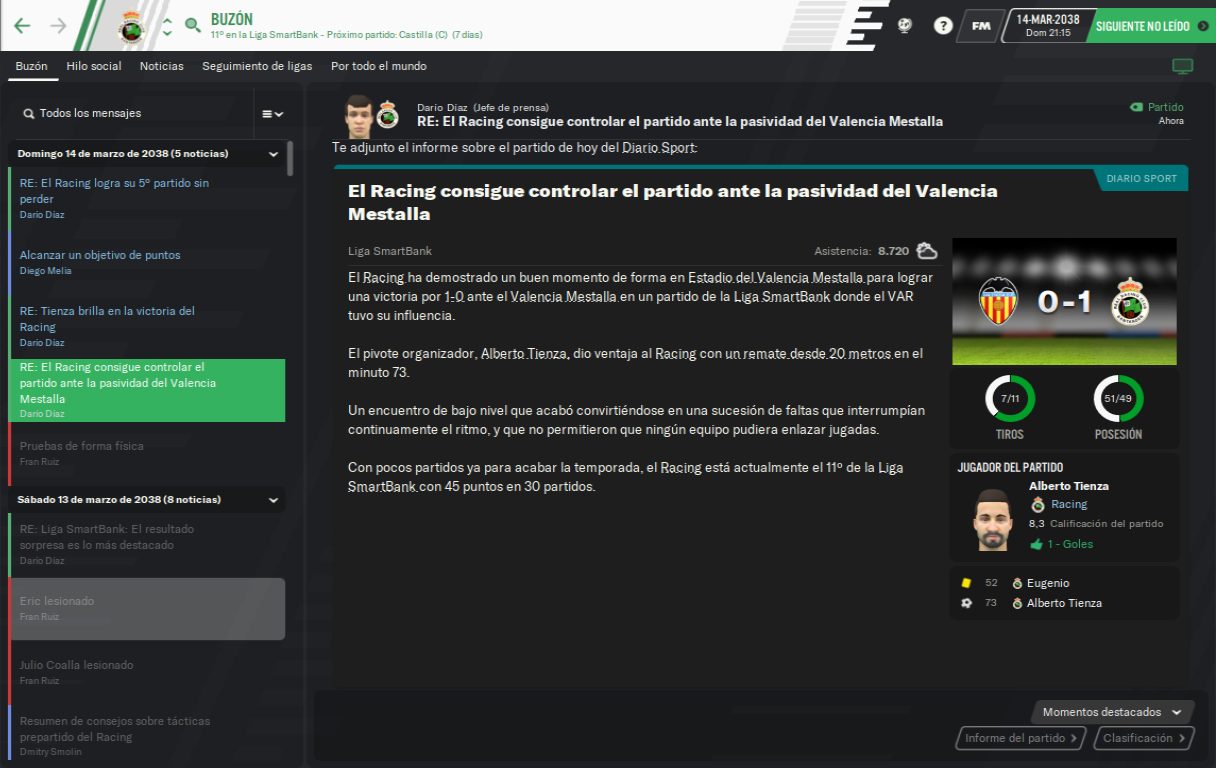 BUZÓN
11º en la Liga SmartBank - Próximo partido: Castilla (C) (7 días)
?
FM
14-MAR-2038
Dom 21:15
SIGUIENTE NO LEÍDO
Buzón
Hilo social
Noticias
Seguimiento de ligas
Por todo el mundo
Todos los mensajes
Domingo 14 de marzo de 2038 (5 noticias)
RE: El Racing logra su 5º partido sin
perder
Darío Díaz
Alcanzar un objetivo de puntos
Diego Melia
RE: Tienza brilla en la victoria del
Racing
Darío Díaz
RE: El Racing consigue controlar el
partido ante la pasividad del Valencia
Mestalla
Darío Díaz
Pruebas de forma física
Fran Ruiz
Sábado 13 de marzo de 2038 (8 noticias)
RE: Liga SmartBank: El resultado
sorpresa es lo más destacado
Darío Díaz
Eric lesionado
Fran Ruiz
Julio Coalla lesionado
Fran Ruiz
Resumen de consejos sobre tácticas
prepartido del Racing
Dmitry Smolin
Darío Díaz (Jefe de prensa)
RE: El Racing consigue controlar el partido ante la pasividad del Valencia Mestalla
Partido
Ahora
Te adjunto el informe sobre el partido de hoy del Diario Sport:
DIARIO SPORT
El Racing consigue controlar el partido ante la pasividad del Valencia
Mestalla
Liga SmartBank
Asistencia: 8.720
El Racing ha demostrado un buen momento de forma en Estadio del Valencia Mestalla para lograr
una victoria por 1-0 ante el Valencia Mestalla en un partido de la Liga SmartBank donde el VAR
tuvo su influencia.
El pivote organizador, Alberto Tienza, dio ventaja al Racing con un remate desde 20 metros en el
minuto 73.
Un encuentro de bajo nivel que acabó convirtiéndose en una sucesión de faltas que interrumpían
continuamente el ritmo, y que no permitieron que ningún equipo pudiera enlazar jugadas.
Con pocos partidos ya para acabar la temporada, el Racing está actualmente el 11º de la Liga
SmartBank con 45 puntos en 30 partidos.
0-1
7/11
TIROS
51/49
POSESIÓN
JUGADOR DEL PARTIDO
Alberto Tienza
Racing
8,3 Calificación del partido
1 - Goles
52 Eugenio
73 Alberto Tienza
Momentos destacados
Informe del partido
Clasificación